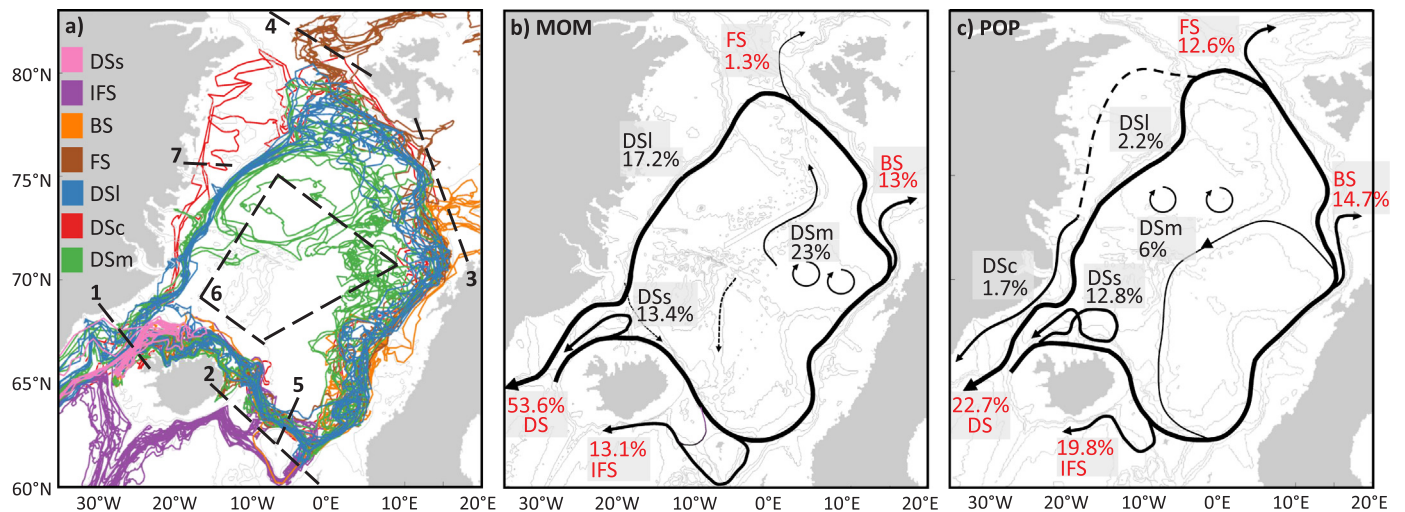 a)
DSs
IFS
BS
FS
DSl
DSc
DSm
1
2
3
4
5
6
7
80°N
75°N
70°N
65°N
60°N
30°W
20°W
10°W
0°E
10°E
20°E
b) MOM
FS
1.3%
DSl
17.2%
BS
13%
DSm
23%
DSs
13.4%
53.6%
DS
13.1%
IFS
30°W
20°W
10°W
0°E
10°E
20°E
c) POP
FS
12.6%
DSl
2.2%
BS
14.7%
DSm
6%
DSc
1.7%
DSs
12.8%
22.7%
DS
19.8%
IFS
30°W
20°W
10°W
0°E
10°E
20°E